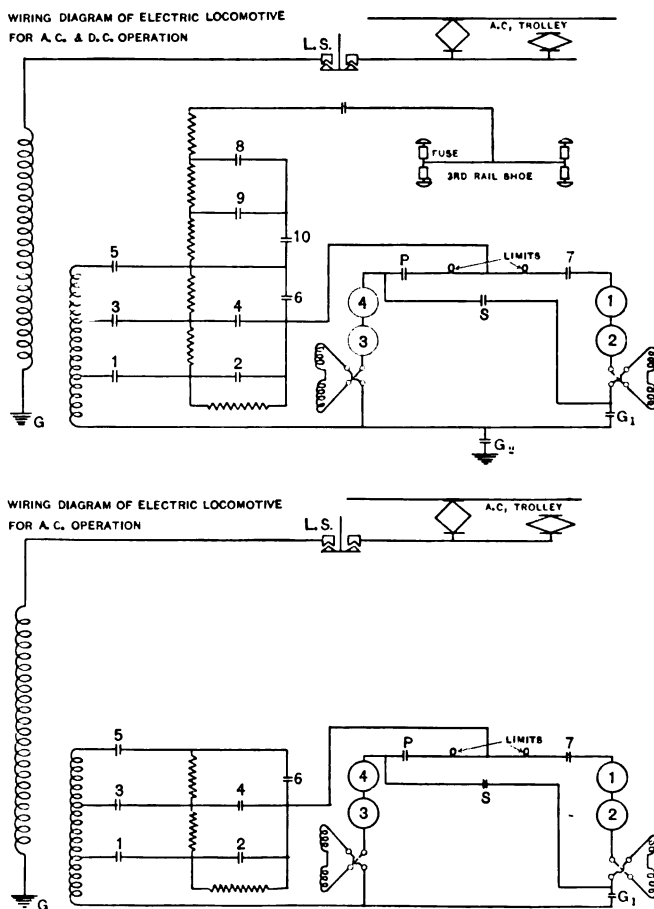 WIRING DIAGRAM OF ELECTRIC LOCOMOTIVE
FOR A.C. & D.C. OPERATION
A.C, TROLLEY
L.S.
8
FUSE
3RD RAIL SHOE
9
10
5
P
LIMITS
7
6
4
1
3
4
S
3
2
1
2
G
G1
G"
WIRING DIAGRAM OF ELECTRIC LOCOMOTIVE
FOR A.C. OPERATION
A.C, TROLLEY
L.S.
5
P
LIMITS
7
6
4
1
3
4
S
3
2
1
2
G
G1